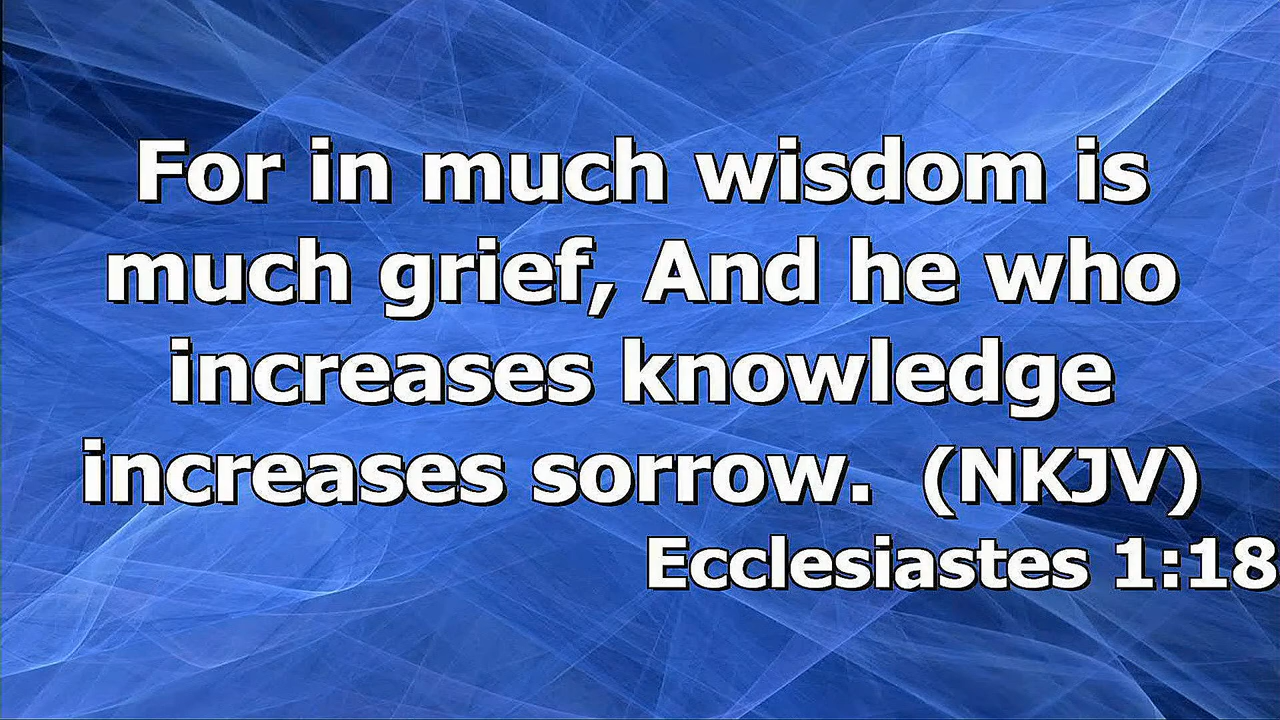 For in much wisdom is
much grief, And he who
increases knowledge
increases sorrow.  (NKJV)
Ecclesiastes 1:18